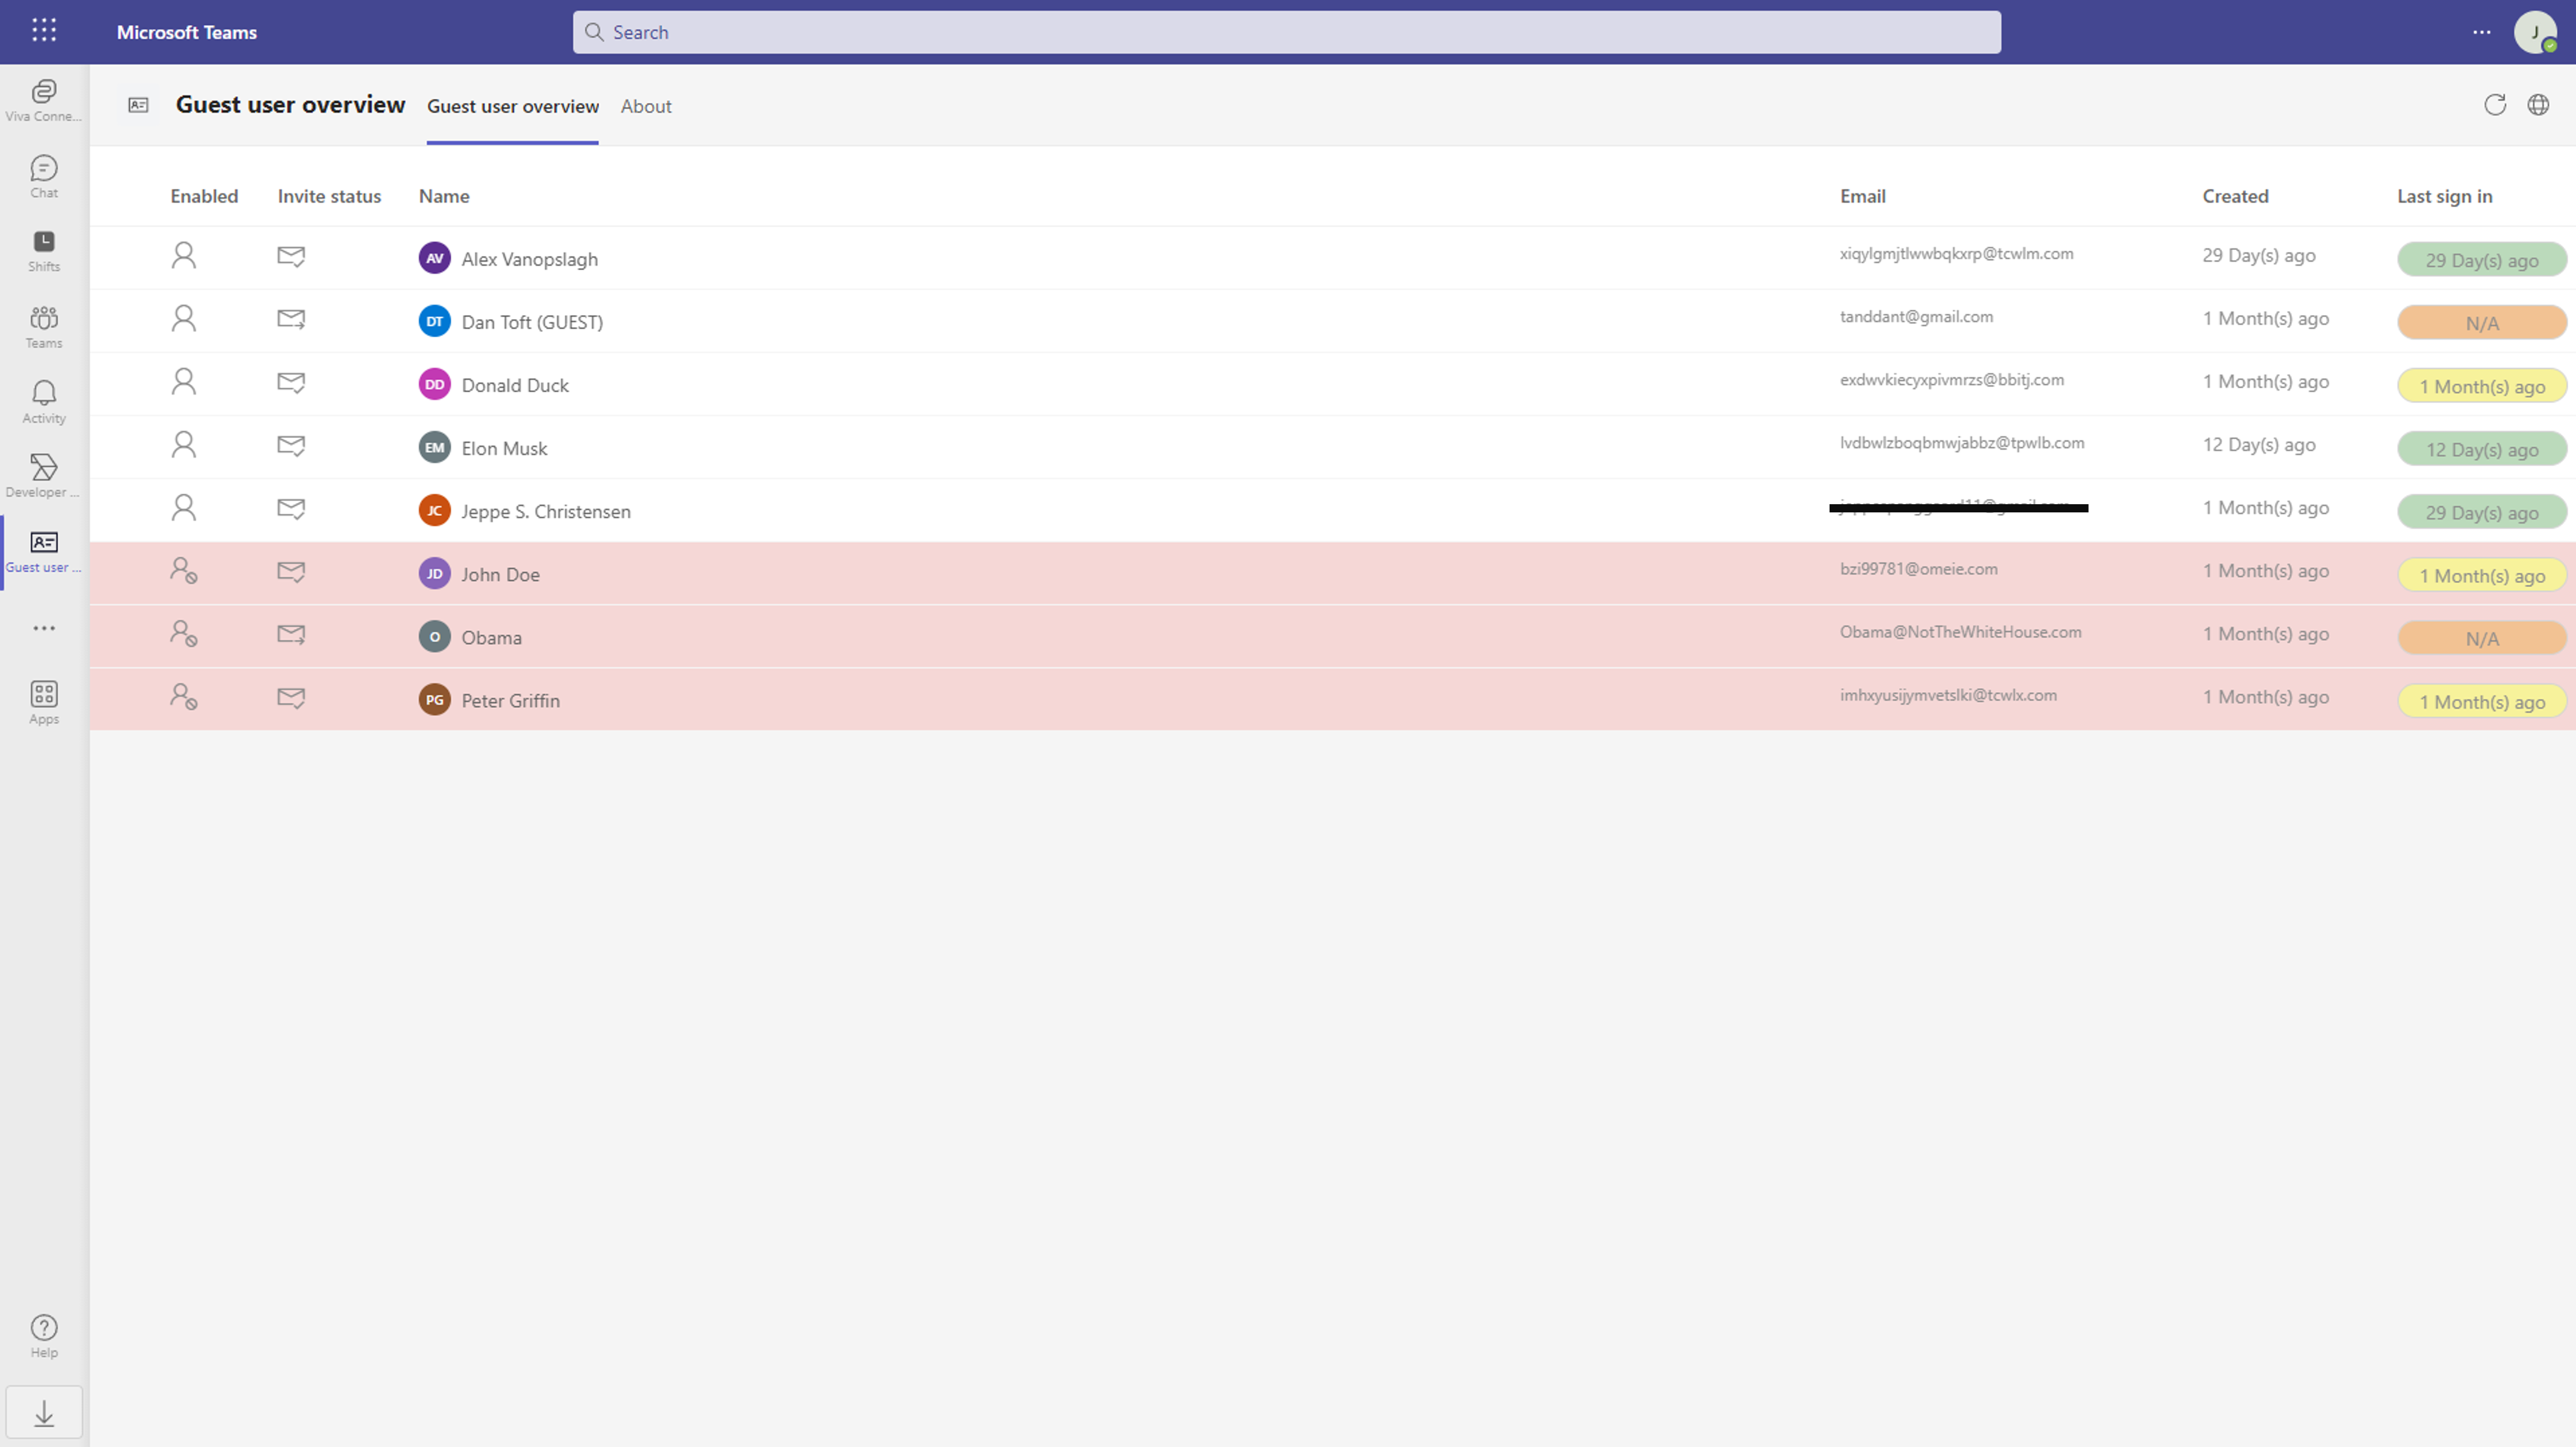 Microsoft Teams
Search
J
Viva Conne...
Guest user overview
Guest user overview
About
Chat
Shifts
Teams
Activity
Developer ...
Guest user ...
Apps
Help
Enabled Invite status Name Email Created Last sign in
AV Alex Vanopslagh xiqylgmjtlwwbqkxrp@tcwlm.com 29 Day(s) ago 29 Day(s) ago
DT Dan Toft (GUEST) tanddant@gmail.com 1 Month(s) ago N/A
DD Donald Duck exdwvkiecyxpivmrzs@bbitj.com 1 Month(s) ago 1 Month(s) ago
EM Elon Musk lvdbwlzboqbmwjabbz@tpwlb.com 12 Day(s) ago 12 Day(s) ago
JC Jeppe S. Christensen 1 Month(s) ago 29 Day(s) ago
JD John Doe bzi99781@omeie.com 1 Month(s) ago 1 Month(s) ago
O Obama Obama@NotTheWhiteHouse.com 1 Month(s) ago N/A
PG Peter Griffin imhxyusijymvetslki@tcwlx.com 1 Month(s) ago 1 Month(s) ago